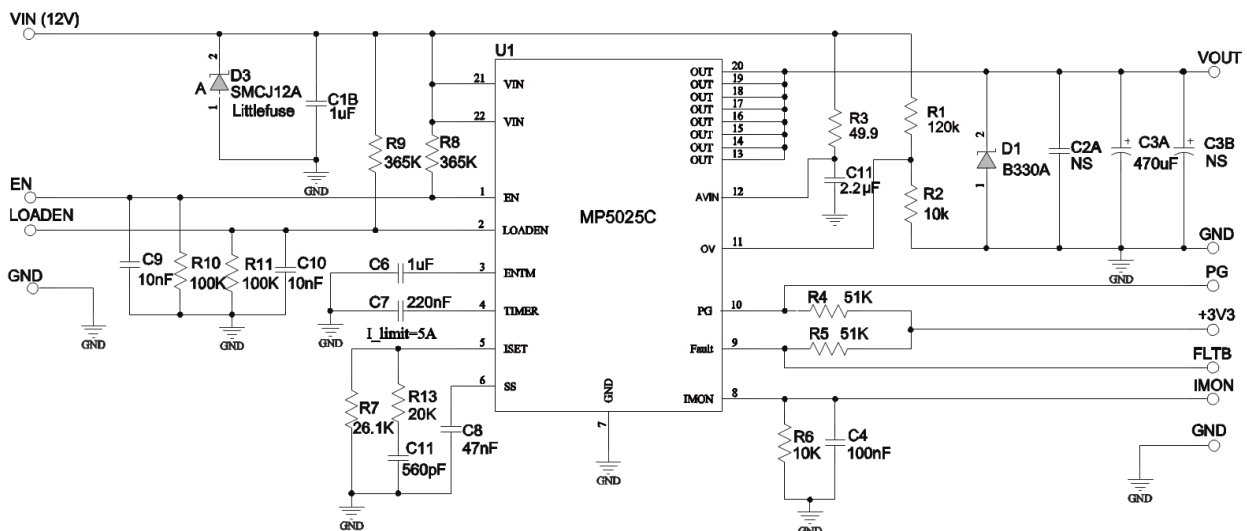 VIN (12V)
U1
2
D3
A
SMCJ12A
Littlefuse
1
C1B
1uF
GND
R9
365K
R8
365K
21
VIN
22
VIN
EN
1
EN
LOADEN
2
LOADEN
C9
10nF
R10
100K
R11
100K
C10
10nF
GND
GND
GND
C6
1uF
3
ENTM
C7
220nF
4
TIMER
GND
I_limit=5A
5
ISET
6
SS
R7
26.1K
R13
20K
C11
560pF
C8
47nF
GND
MP5025C
GND
7
GND
OUT
20
OUT
19
OUT
18
OUT
17
OUT
16
OUT
15
OUT
14
OUT
13
AVIN
12
OV
11
PG
10
Fault
9
IMON
8
R3
49.9
C11
2.2µF
GND
R1
120k
R2
10k
2
D1
B330A
1
C2A
NS
C3A
470uF
+
C3B
NS
+
VOUT
GND
GND
PG
R4
51K
R5
51K
+3V3
FLTB
IMON
R6
10K
C4
100nF
GND
GND
GND